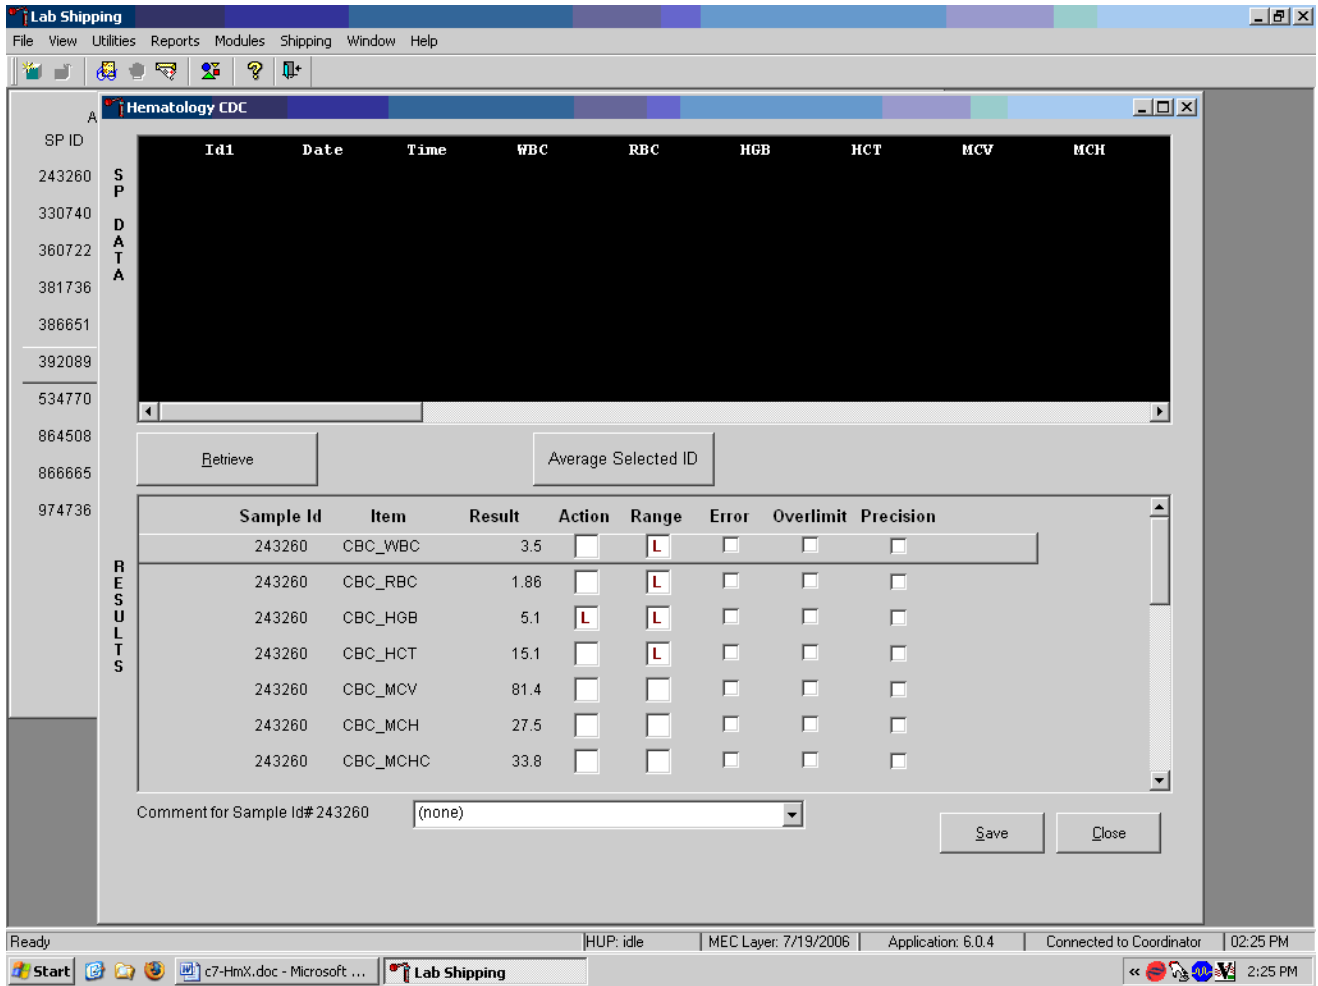 Lab Shipping
File View Utilities Reports Modules Shipping Window Help
A
Hematology CDC
SP ID
243260
330740
360722
381736
386651
392089
534770
864508
866665
974736
SP DATA
Id1 Date Time WBC RBC HGB HCT MCV MCH
Retrieve Average Selected ID
RESULTS
Sample Id Item Result Action Range Error Overlimit Precision
243260 CBC_WBC 3.5 L
243260 CBC_RBC 1.86 L
243260 CBC_HGB 5.1 L L
243260 CBC_HCT 15.1 L
243260 CBC_MCV 81.4
243260 CBC_MCH 27.5
243260 CBC_MCHC 33.8
Comment for Sample Id# 243260 (none)
Save Close
Ready HUP: idle MEC Layer: 7/19/2006 Application: 6.0.4 Connected to Coordinator 02:25 PM
Start c7-HmX.doc - Microsoft ... Lab Shipping « 2:25 PM